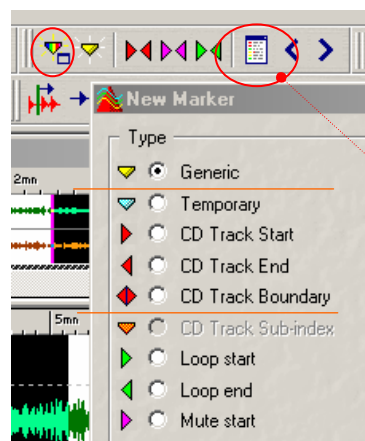 New Marker
Type
2mn
Generic
Temporary
CD Track Start
CD Track End
CD Track Boundary
5mn
CD Track Sub-index
Loop start
Loop end
Mute start